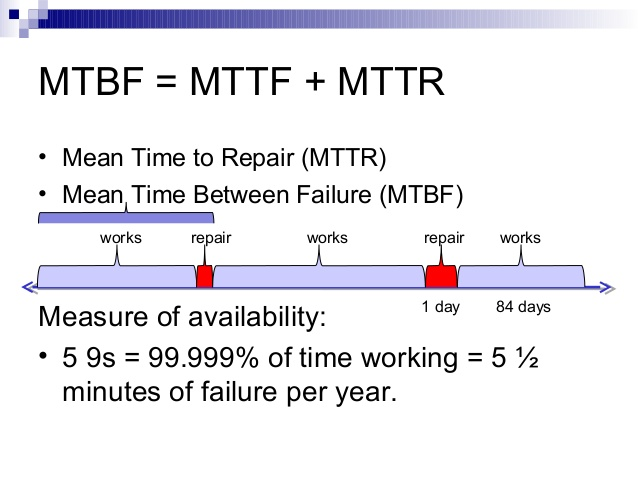 MTBF = MTTF + MTTR
• Mean Time to Repair (MTTR)
• Mean Time Between Failure (MTBF)
works repair works repair works
1 day 84 days
Measure of availability:
• 5 9s = 99.999% of time working = 5 ½
minutes of failure per year.